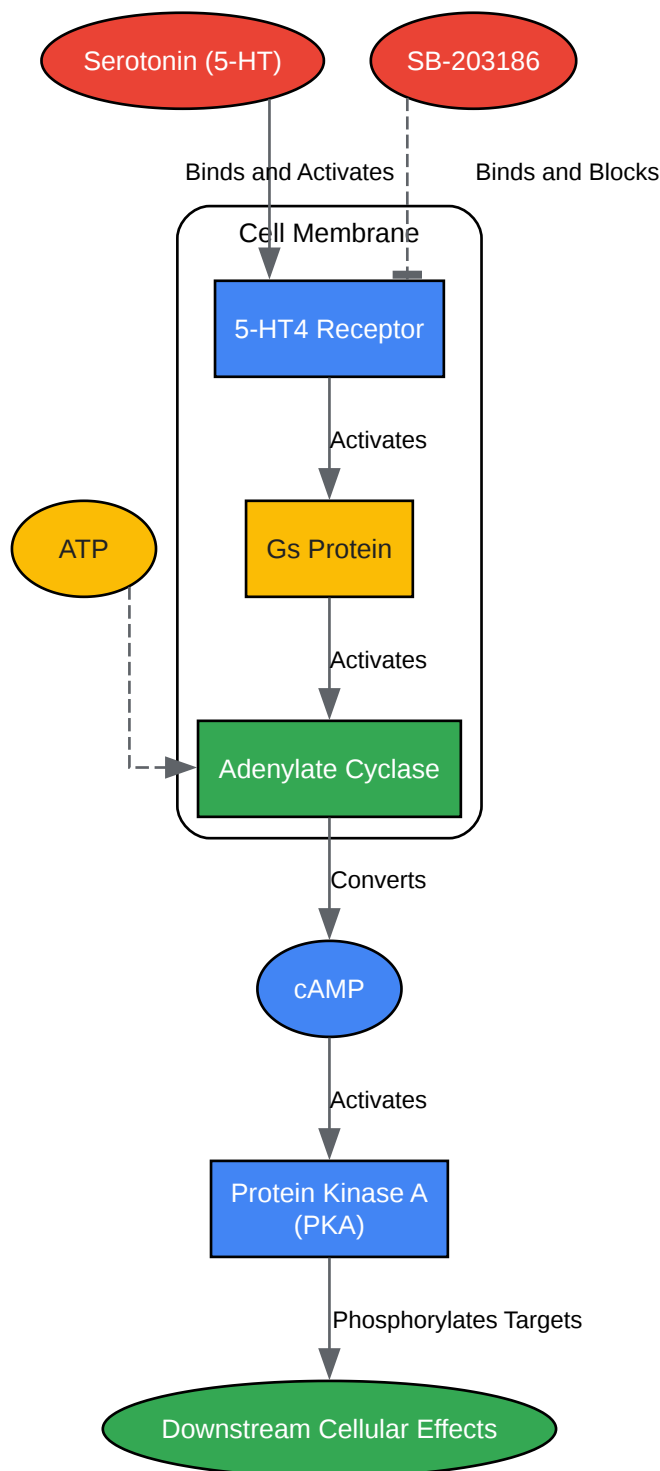 Serotonin (5-HT)
SB-203186
Binds and Activates
Binds and Blocks
Cell Membrane
5-HT4 Receptor
Activates
ATP
Gs Protein
Activates
Adenylate Cyclase
Converts
cAMP
Activates
Protein Kinase A
(PKA)
Phosphorylates Targets
Downstream Cellular Effects